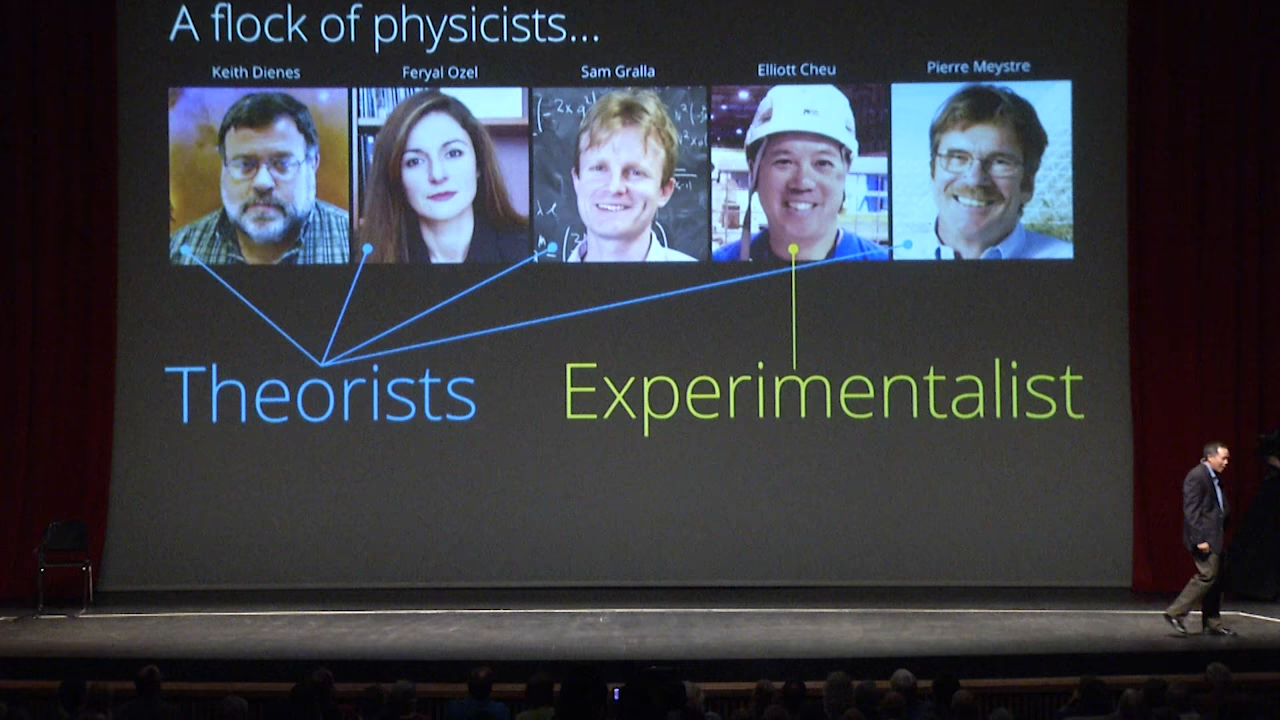 A flock of physicists...
Keith Dienes Feryal Ozel Sam Gralla Elliott Cheu Pierre Meystre
Theorists Experimentalist